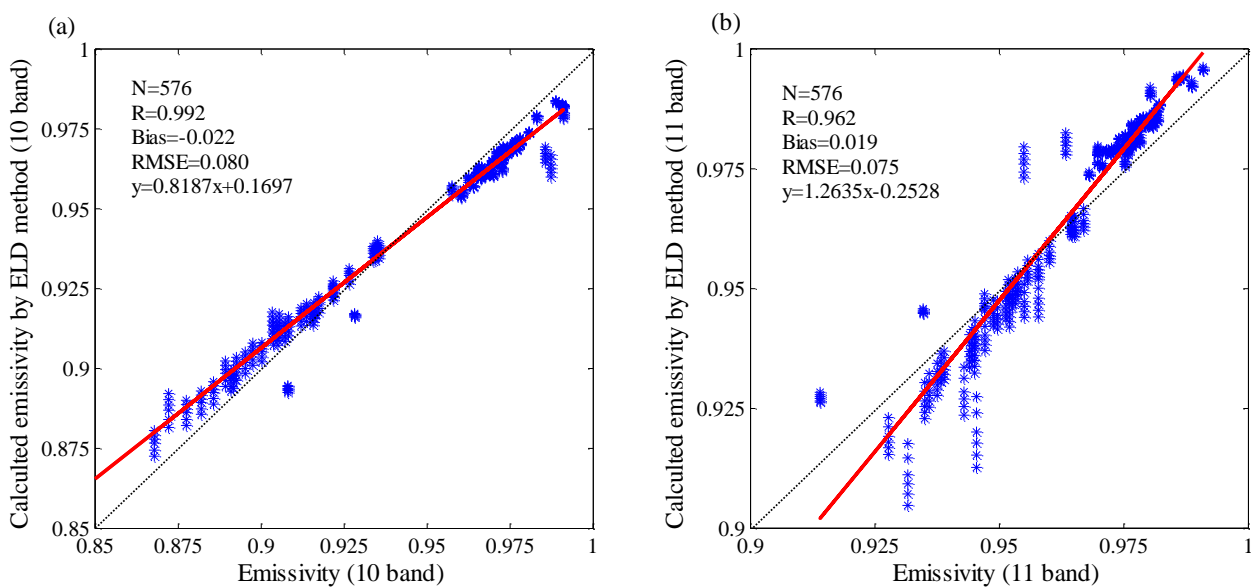 (a)
Calculted emissivity by ELD method (10 band)
1
0.975
0.95
0.925
0.9
0.875
0.85
N=576
R=0.992
Bias=-0.022
RMSE=0.080
y=0.8187x+0.1697
0.85 0.875 0.9 0.925 0.95 0.975 1
Emissivity (10 band)
(b)
Calculted emissivity by ELD method (11 band)
1
0.975
0.95
0.925
0.9
N=576
R=0.962
Bias=0.019
RMSE=0.075
y=1.2635x-0.2528
0.9 0.925 0.95 0.975 1
Emissivity (11 band)